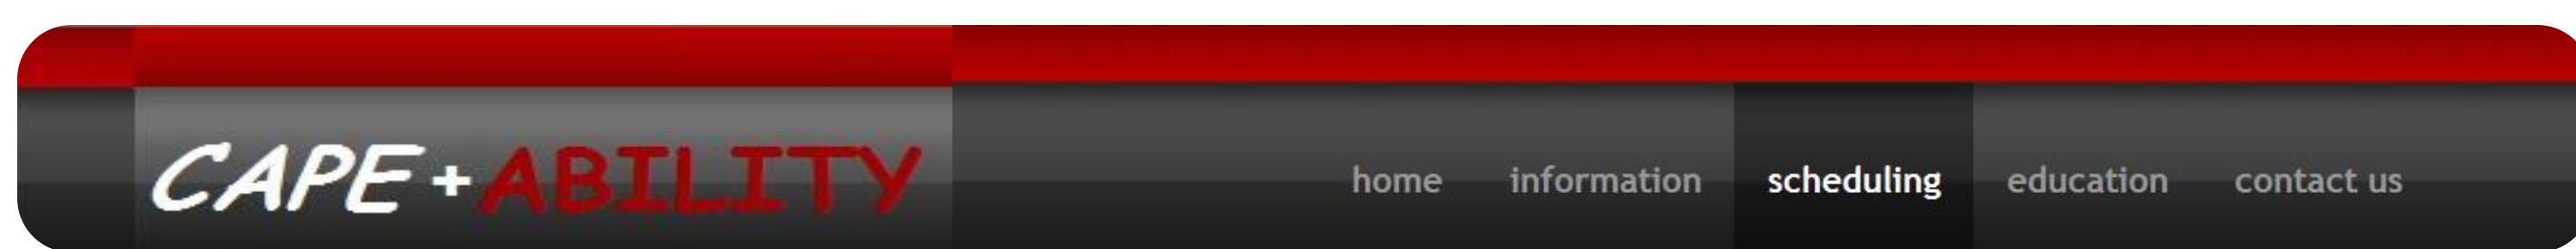 CAPE + ABILITY
home information scheduling education contact us